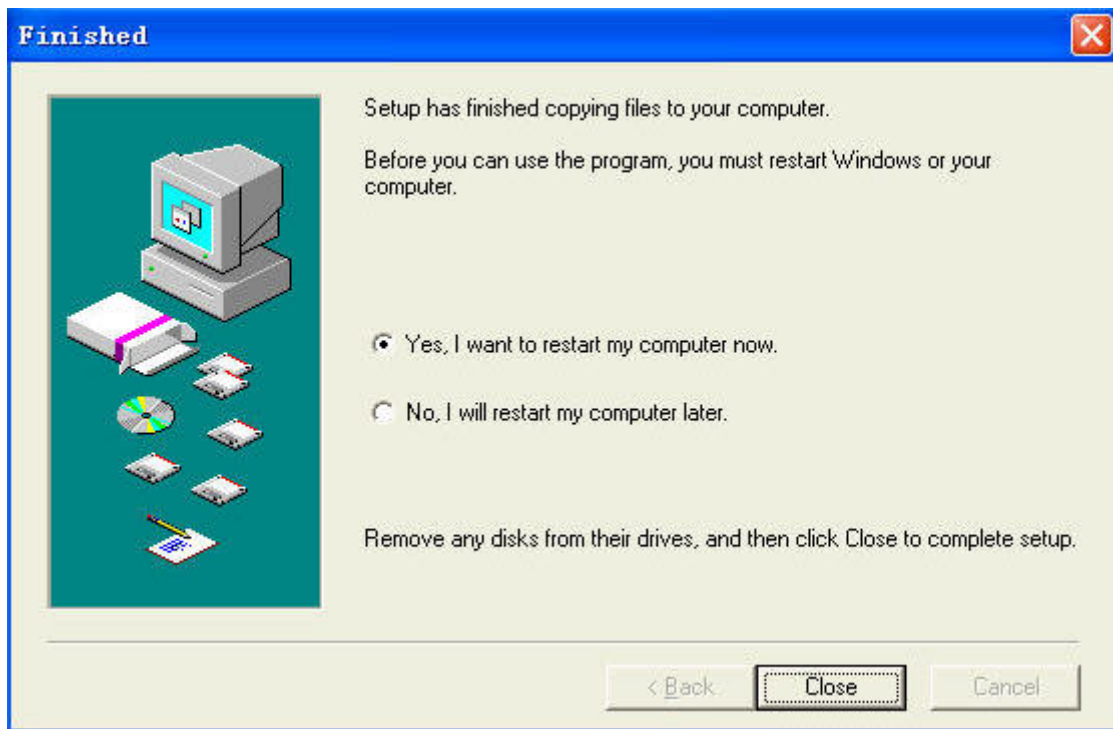 Finished
Setup has finished copying files to your computer.
Before you can use the program, you must restart Windows or your
computer.
Yes, I want to restart my computer now.
No, I will restart my computer later.
Remove any disks from their drives, and then click Close to complete setup.
< Back
Close
Cancel